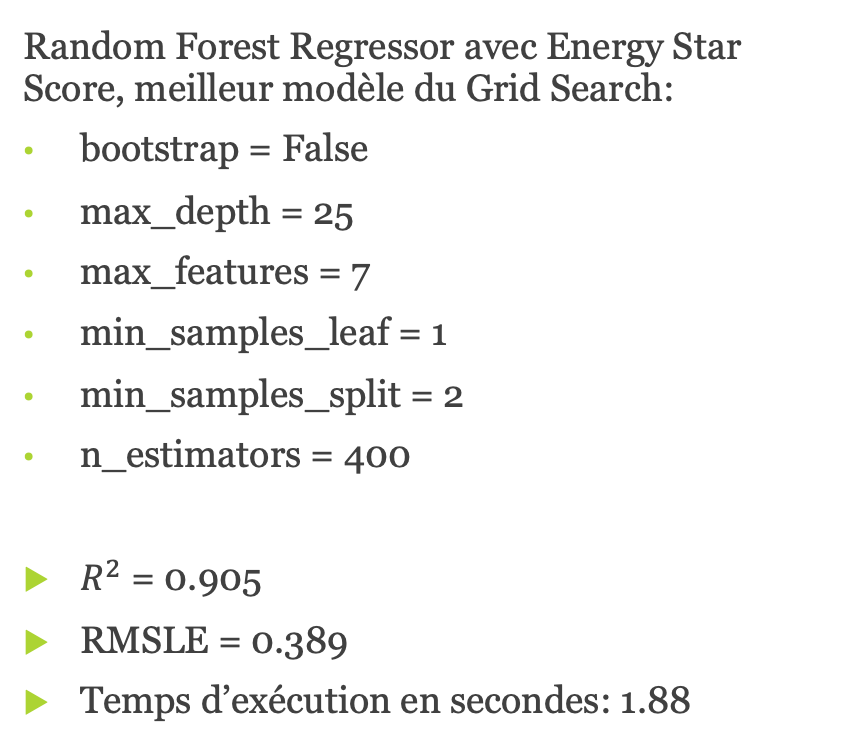 Random Forest Regressor avec Energy Star
Score, meilleur modèle du Grid Search:
• bootstrap = False
• max_depth = 25
• max_features = 7
• min_samples_leaf = 1
• min_samples_split = 2
• n_estimators = 400
▶ R² = 0.905
▶ RMSLE = 0.389
▶ Temps d’exécution en secondes: 1.88